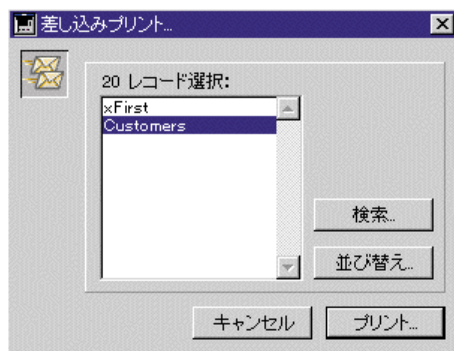 差し込みプリント...
20 レコード選択:
xFirst
Customers
検索...
並び替え...
キャンセル
プリント...